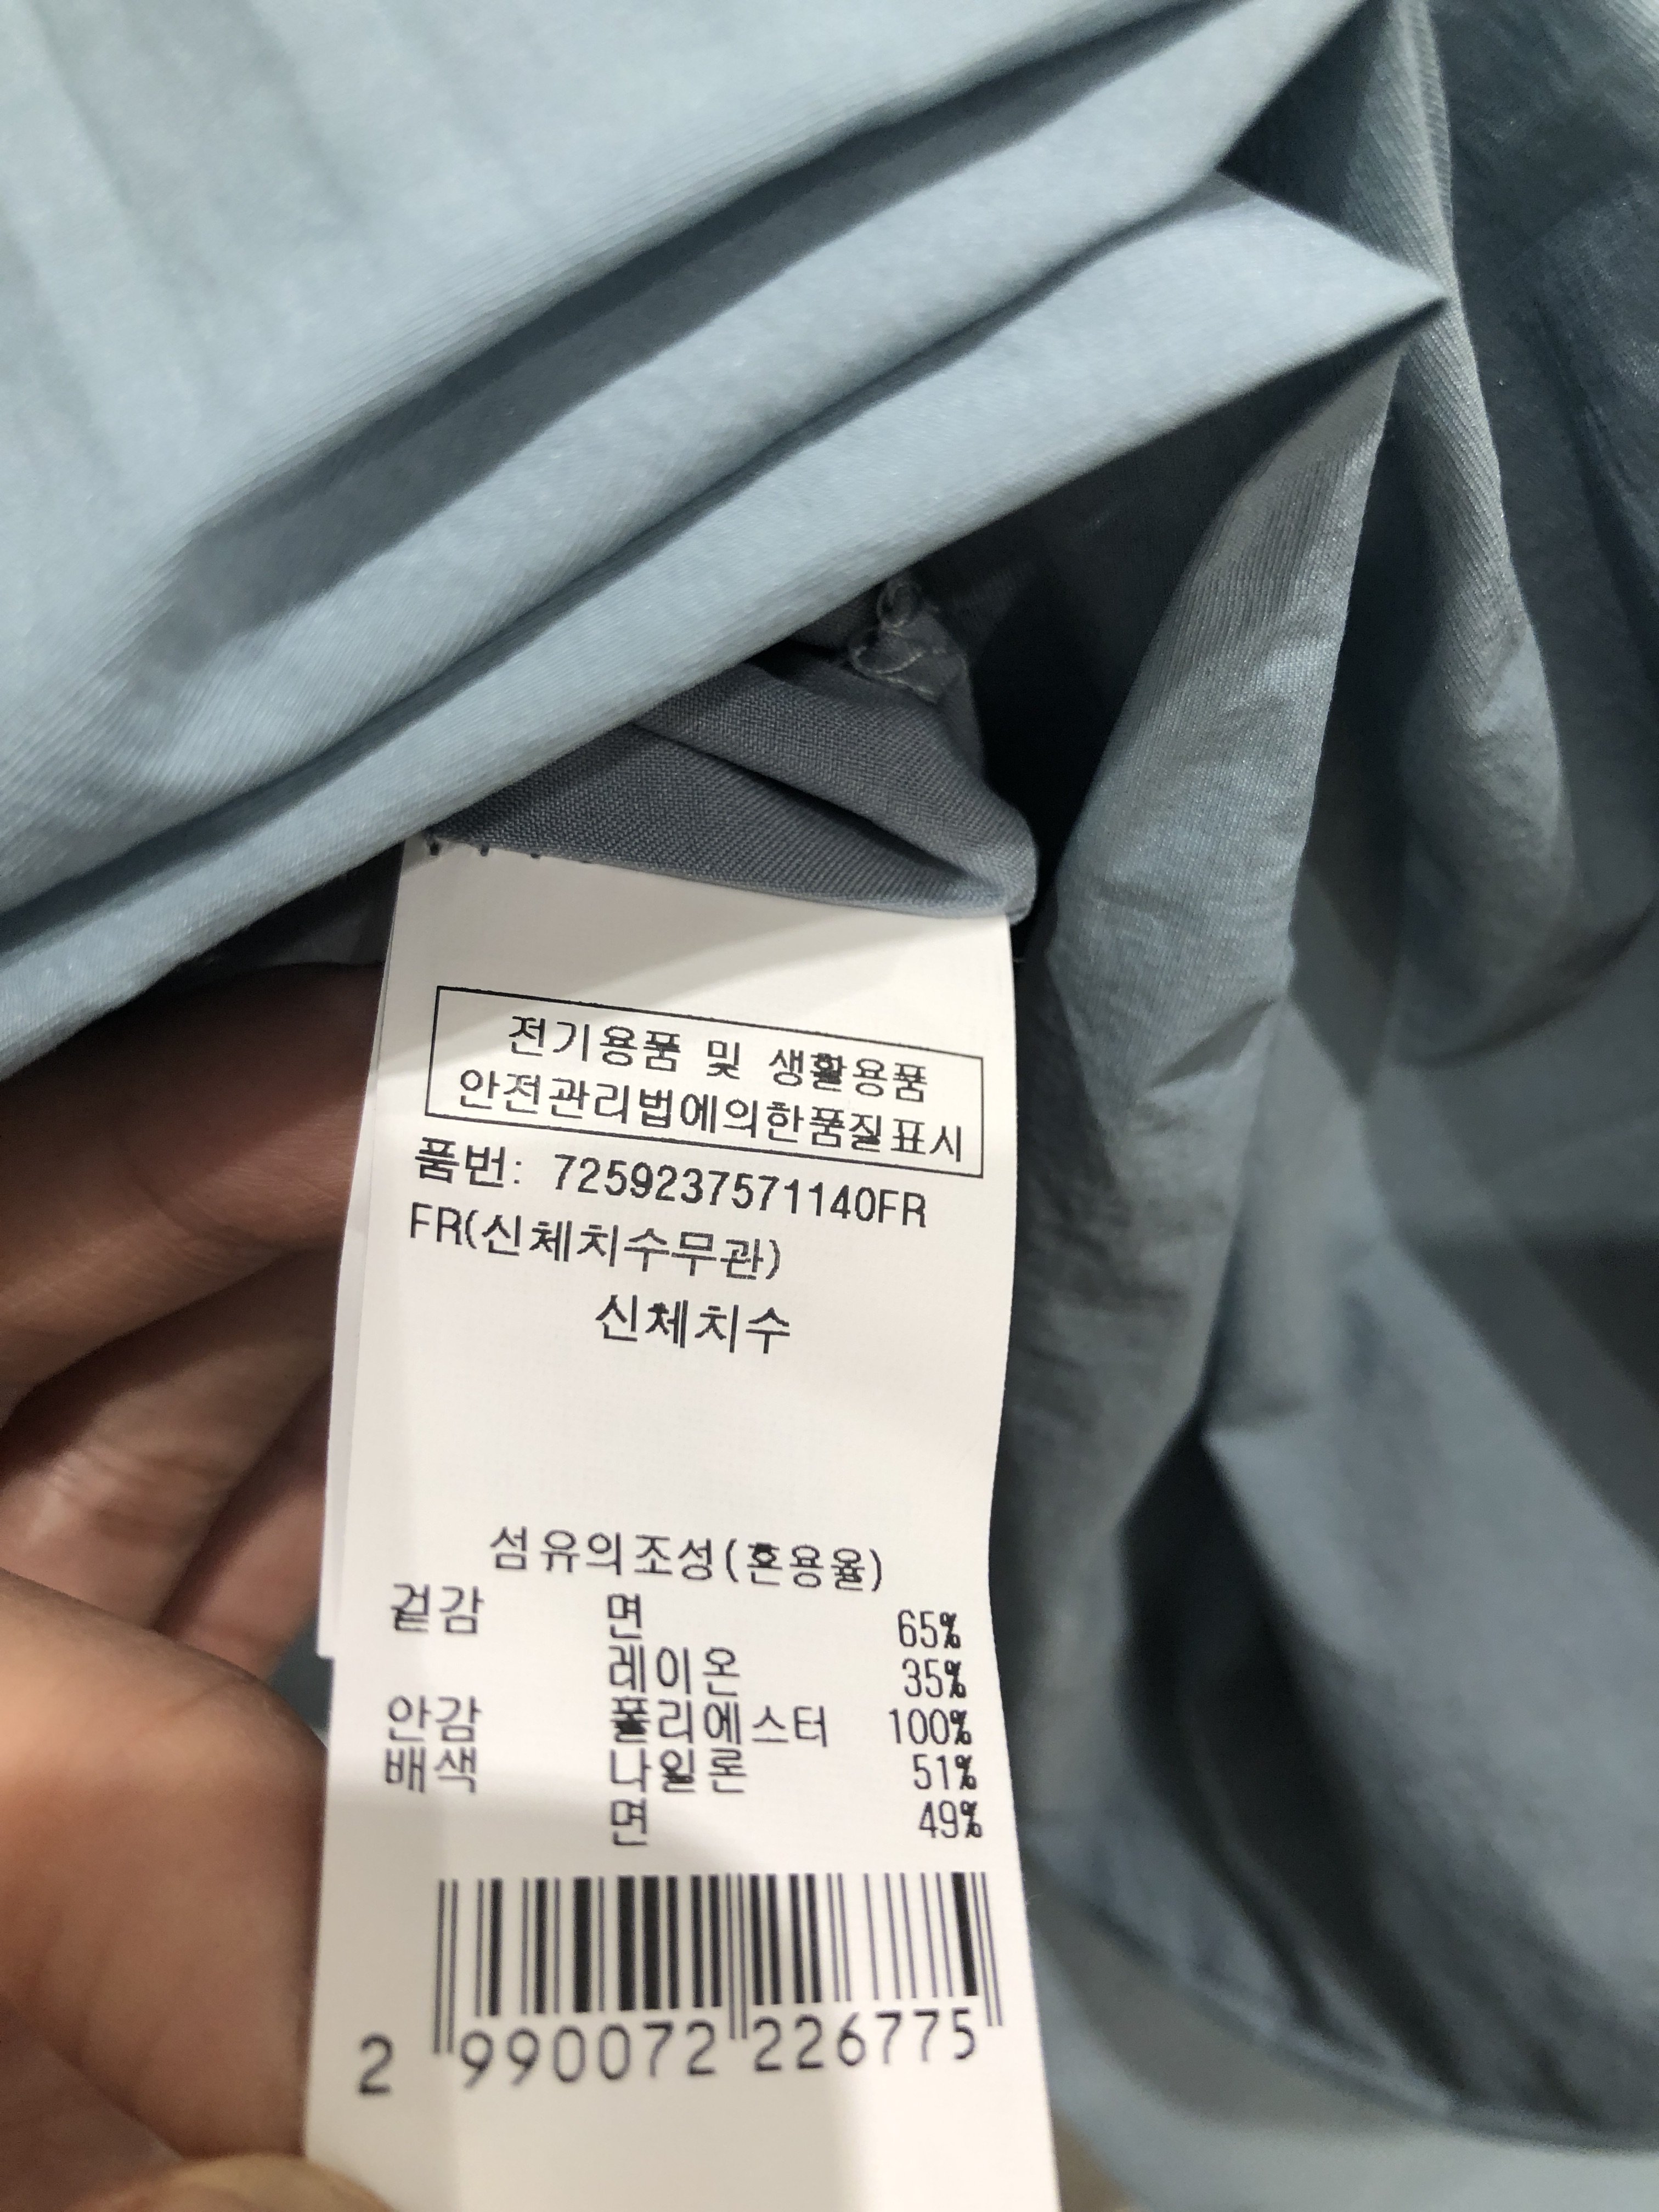 전기용품 및 생활용품
안전관리법에의한품질표시
품번: 7259237571140FR
FR(신체치수무관)
신체치수
섬유의조성(혼용율)
겉감 면 65%
레이온 35%
안감 폴리에스터 100%
배색 나일론 51%
면 49%
2 990072 226775